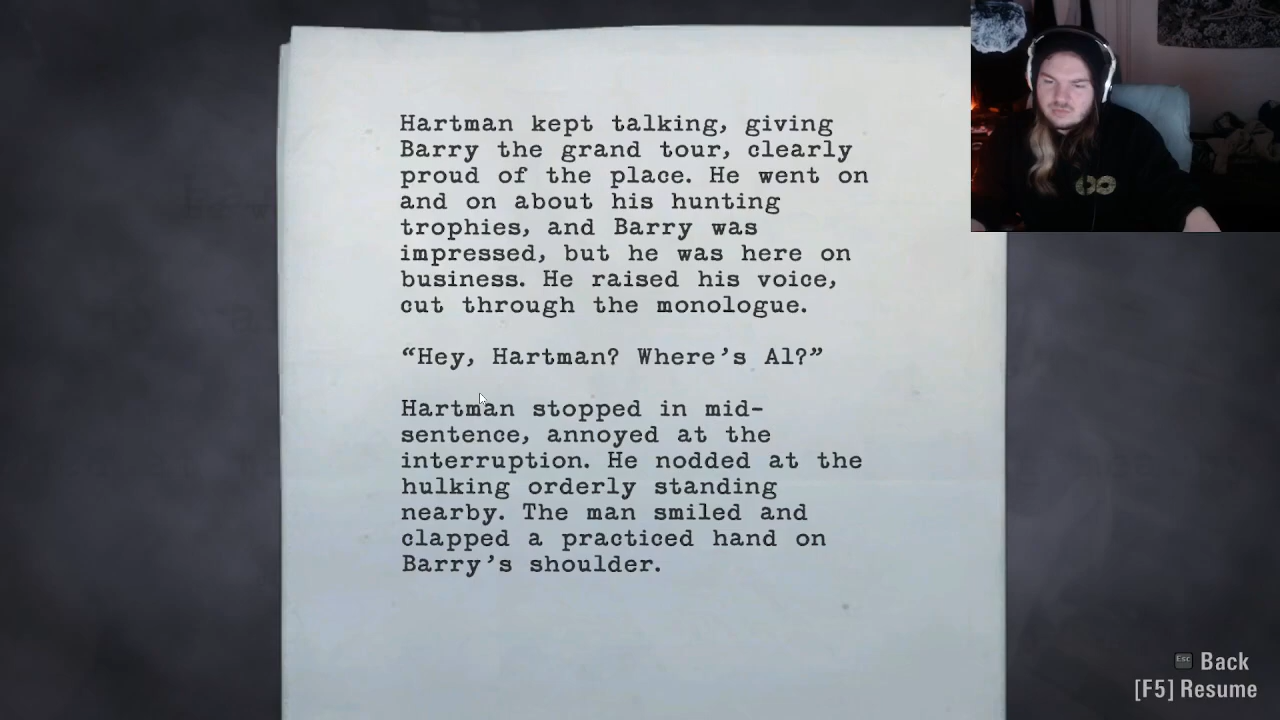 Hartman kept talking, giving
Barry the grand tour, clearly
proud of the place. He went on
and on about his hunting
trophies, and Barry was
impressed, but he was here on
business. He raised his voice,
cut through the monologue.
“Hey, Hartman? Where’s Al?”
Hartman stopped in mid-
sentence, annoyed at the
interruption. He nodded at the
hulking orderly standing
nearby. The man smiled and
clapped a practiced hand on
Barry’s shoulder.
Esc Back
[F5] Resume